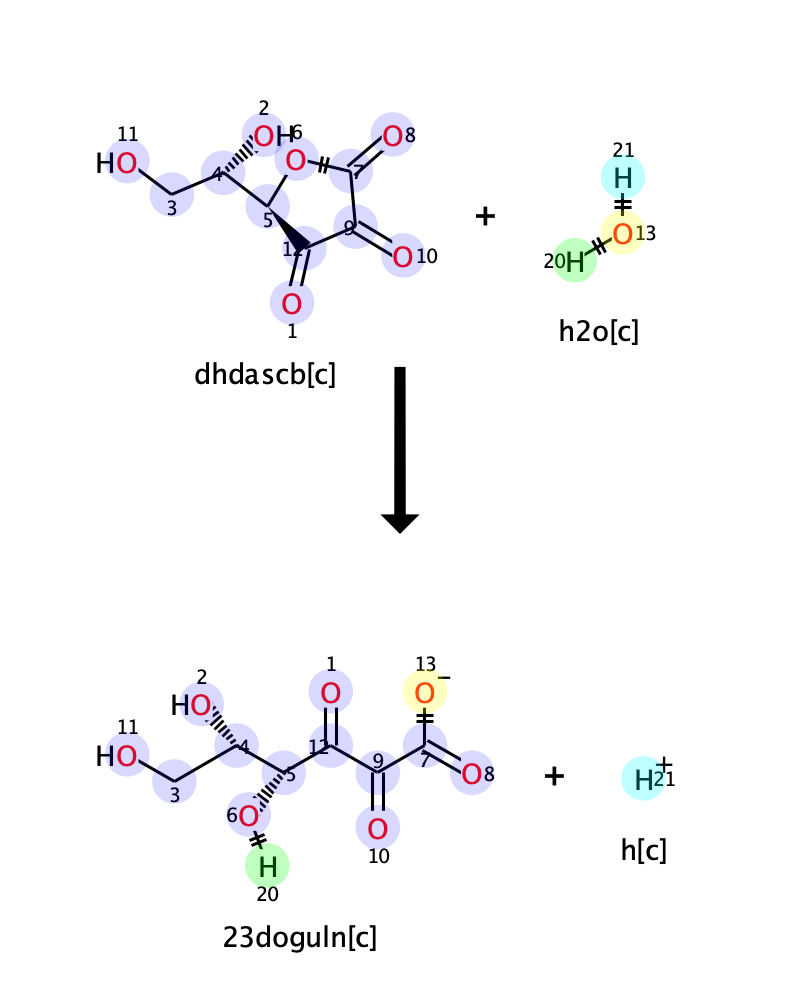 2
11 OH 6
HO O O 8
4 7
3
5
12 9
O O 10
1
dhdascb[c]
+
21
H
O 13
20 H
h2o[c]
1 13
2 O O −
HO
11 4 12 9 7
HO 5 O 8
3
6 O O
10
H
20
23doguln[c]
+
H +
21
h[c]